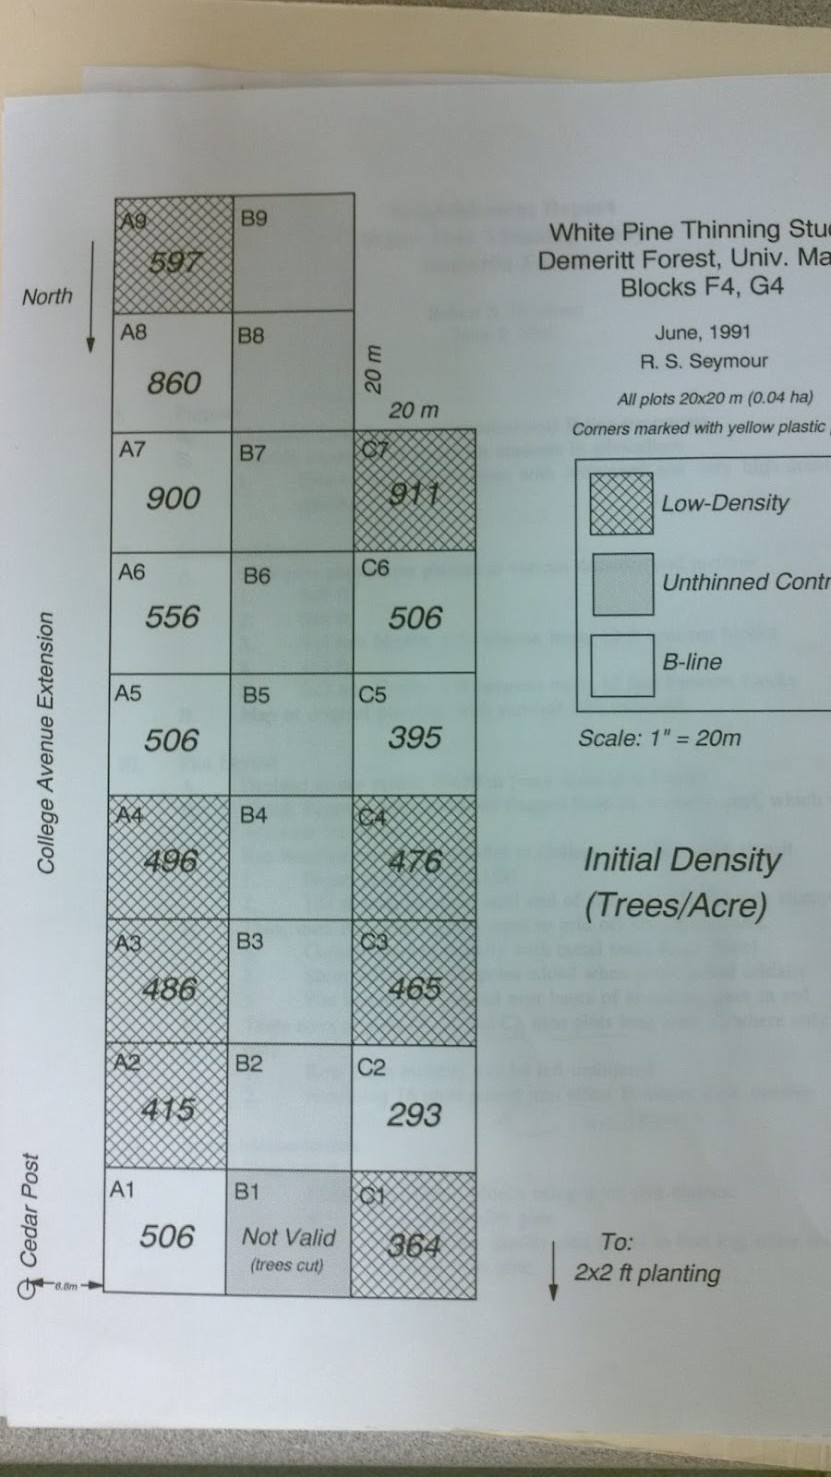 White Pine Thinning
Demeritt Forest, Univ.
Blocks F4, G4
June, 1991
R. S. Seymour
All plots 20x20 m (0.04 ha)
Corners marked with yellow plastic
Low-Density
Unthinned
B-line
Scale: 1" = 20m
Initial Density
(Trees/Acre)
North
College Avenue Extension
Cedar Post
6.8m
20 m
20 m
A9 B9
597
A8 B8
860
A7 B7 C7
900 911
A6 B6 C6
556 506
A5 B5 C5
506 395
A4 B4 C4
496 476
A3 B3 C3
486 465
A2 B2 C2
415 293
A1 B1 C1
506 Not Valid 364
(trees cut)
To:
2x2 ft planting